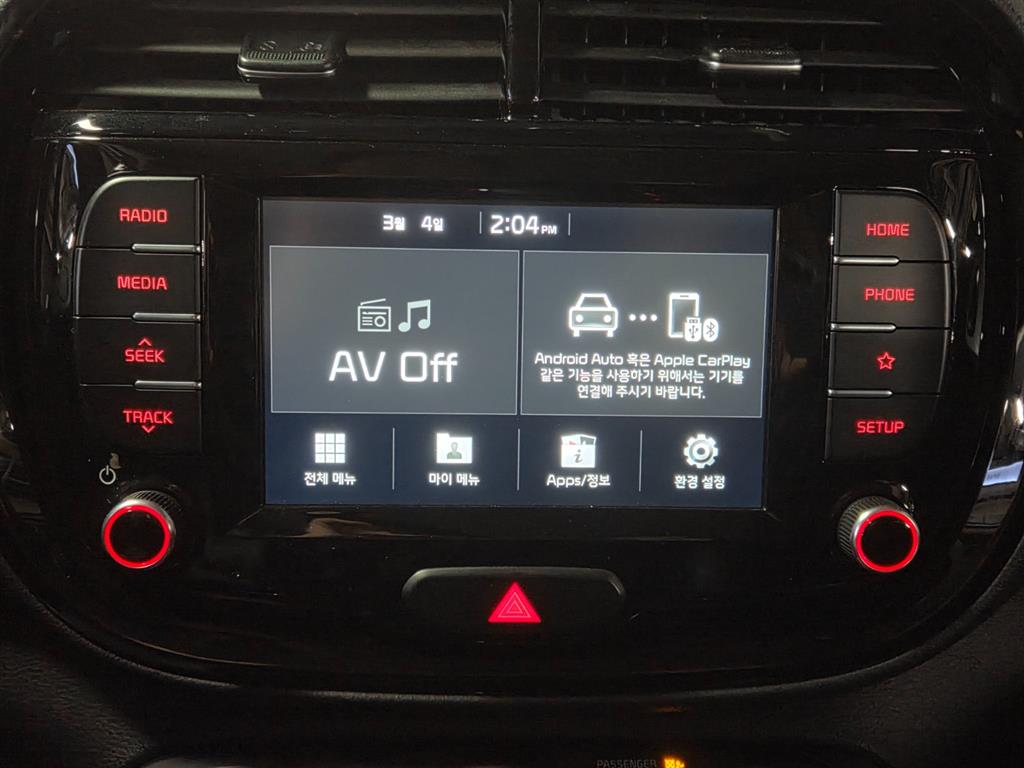 RADIO
MEDIA
SEEK
TRACK
3월 4일 2:04 PM
AV Off
Android Auto 혹은 Apple CarPlay
같은 기능을 사용하기 위해서는 기기를
연결해 주시기 바랍니다.
전체 메뉴
마이 메뉴
Apps/정보
환경 설정
HOME
PHONE
SETUP
PASSENGER